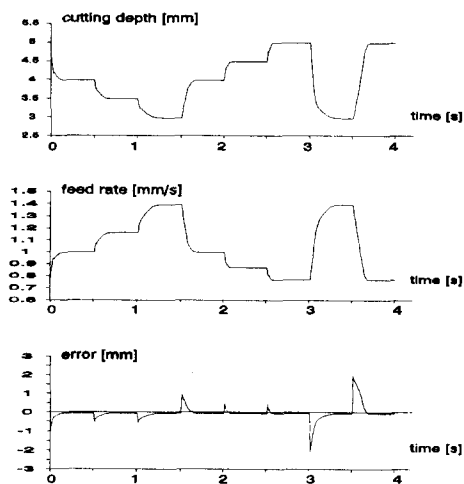 cutting depth [mm]
5.5
5
4.5
4
3.5
3
2.5
time [s]
0 1 2 3 4
feed rate [mm/s]
1.5
1.4
1.3
1.2
1.1
1
0.9
0.8
0.7
0.6
time [s]
0 1 2 3 4
error [mm]
3
2
1
0
-1
-2
-3
0 1 2 3 4
time [s]